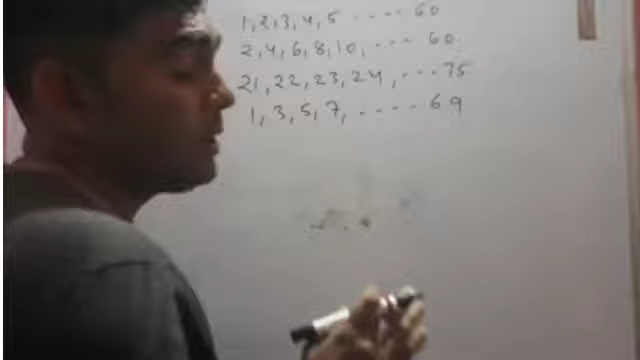 1, 2, 3, 4, 5 ..... 60
2, 4, 6, 8, 10, .... 60
21, 22, 23, 24, ... 75
1, 3, 5, 7, ..... 69